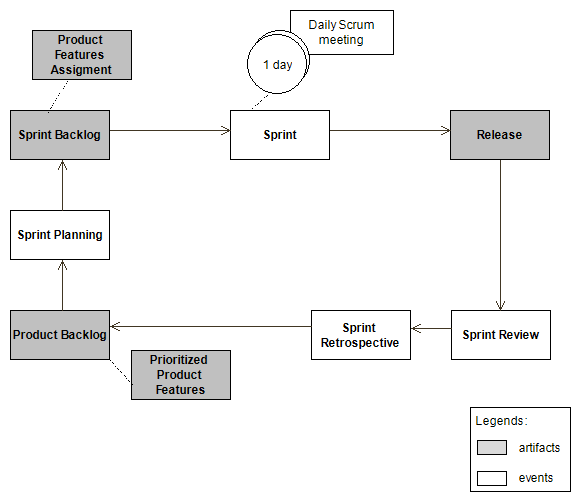 Product
Features
Assigment
Daily Scrum
meeting
1 day
Sprint Backlog
Sprint
Release
Sprint Planning
Product Backlog
Sprint
Retrospective
Sprint Review
Prioritized
Product
Features
Legends:
artifacts
events